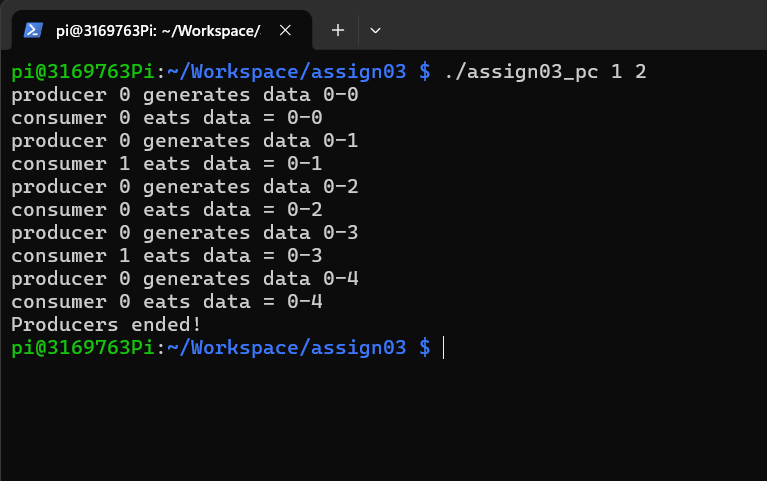 pi@3169763Pi: ~/Workspace/
pi@3169763Pi:~/Workspace/assign03 $ ./assign03_pc 1 2
producer 0 generates data 0-0
consumer 0 eats data = 0-0
producer 0 generates data 0-1
consumer 1 eats data = 0-1
producer 0 generates data 0-2
consumer 0 eats data = 0-2
producer 0 generates data 0-3
consumer 1 eats data = 0-3
producer 0 generates data 0-4
consumer 0 eats data = 0-4
Producers ended!
pi@3169763Pi:~/Workspace/assign03 $